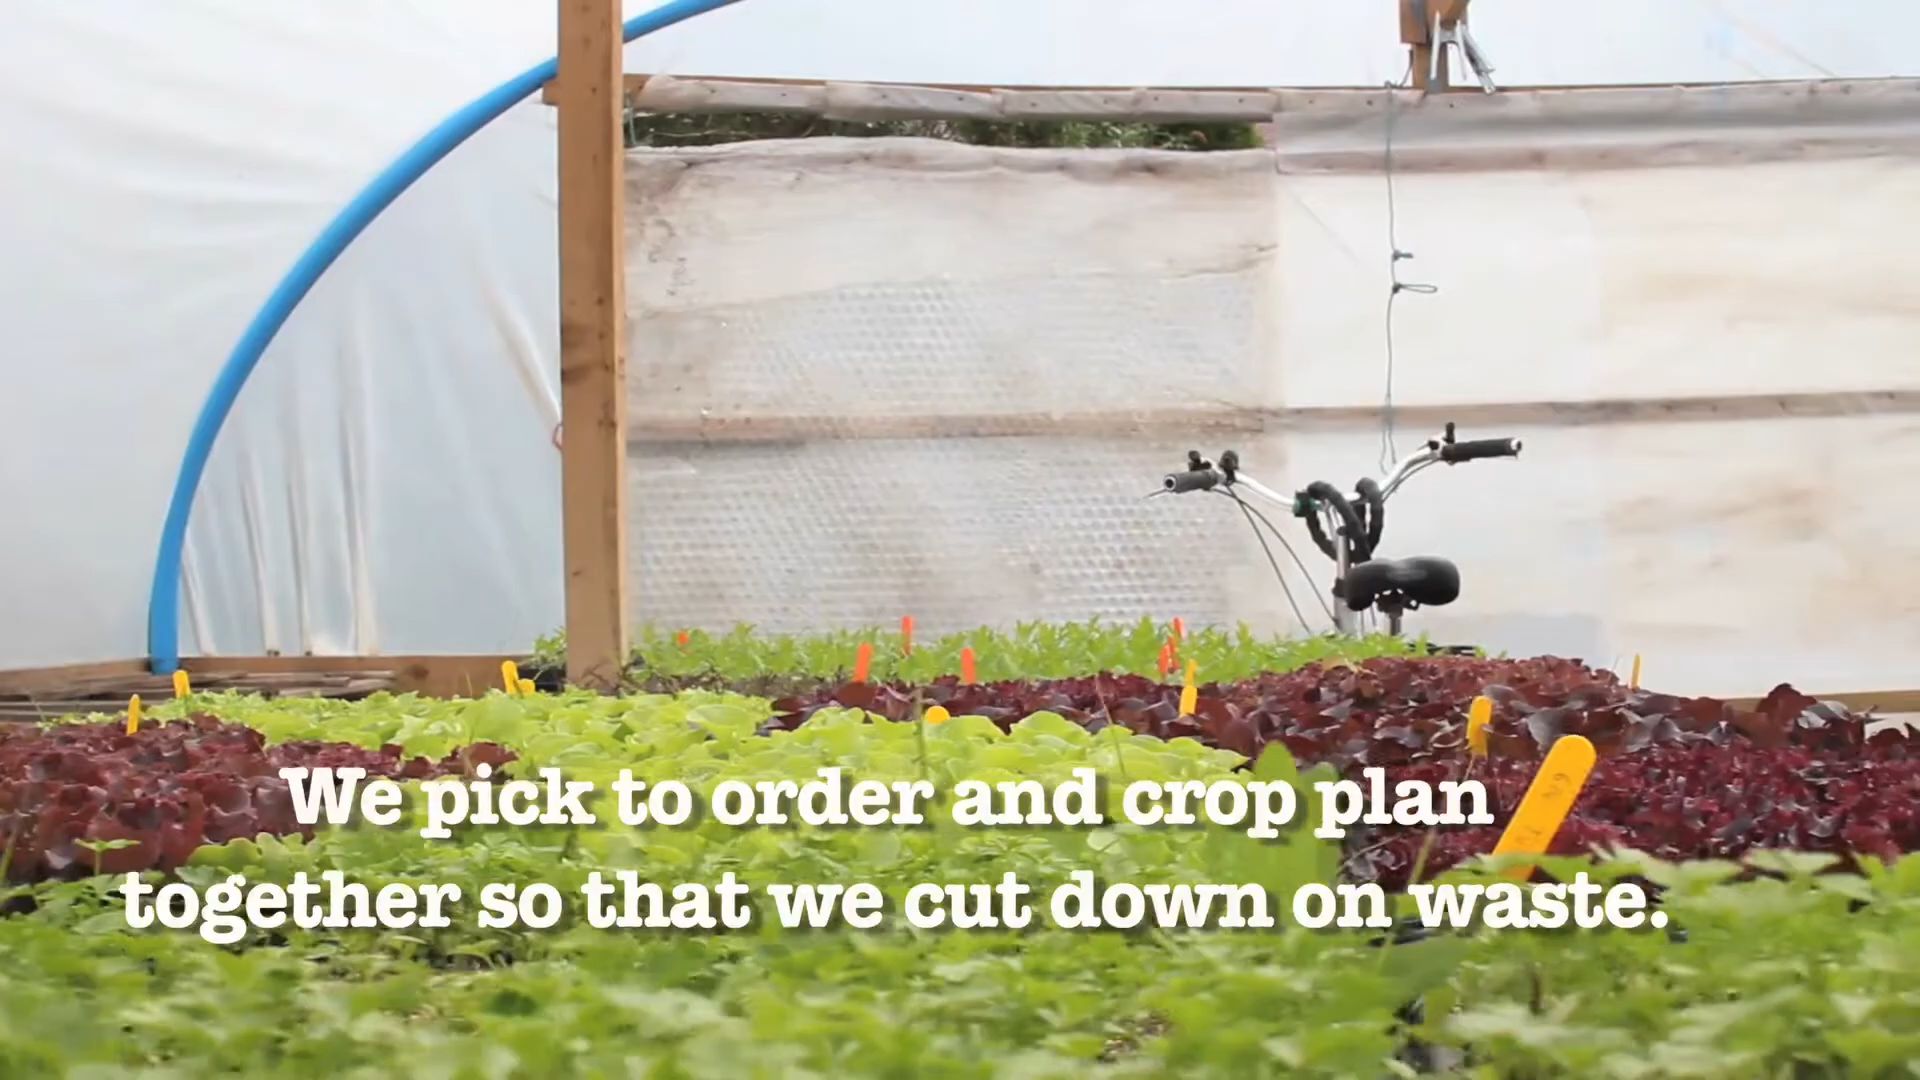 We pick to order and crop plan
together so that we cut down on waste.